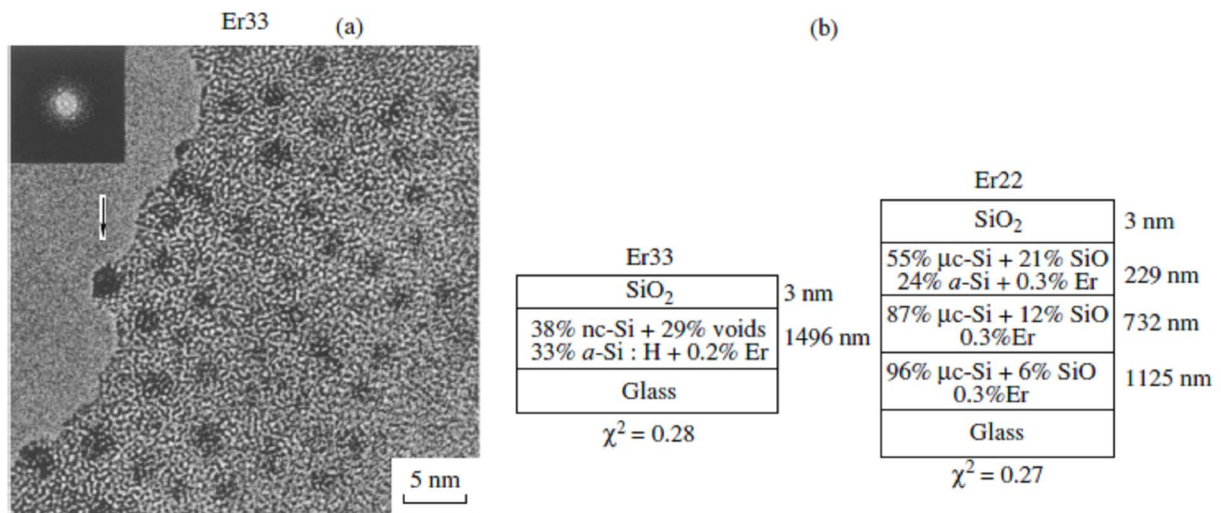 Er33 (a)
(b)
5 nm
Er33
SiO₂ 3 nm
38% nc-Si + 29% voids
33% a-Si : H + 0.2% Er
1496 nm
Glass
χ² = 0.28
Er22
SiO₂ 3 nm
55% μc-Si + 21% SiO
24% a-Si + 0.3% Er
229 nm
87% μc-Si + 12% SiO
0.3%Er
732 nm
96% μc-Si + 6% SiO
0.3%Er
1125 nm
Glass
χ² = 0.27